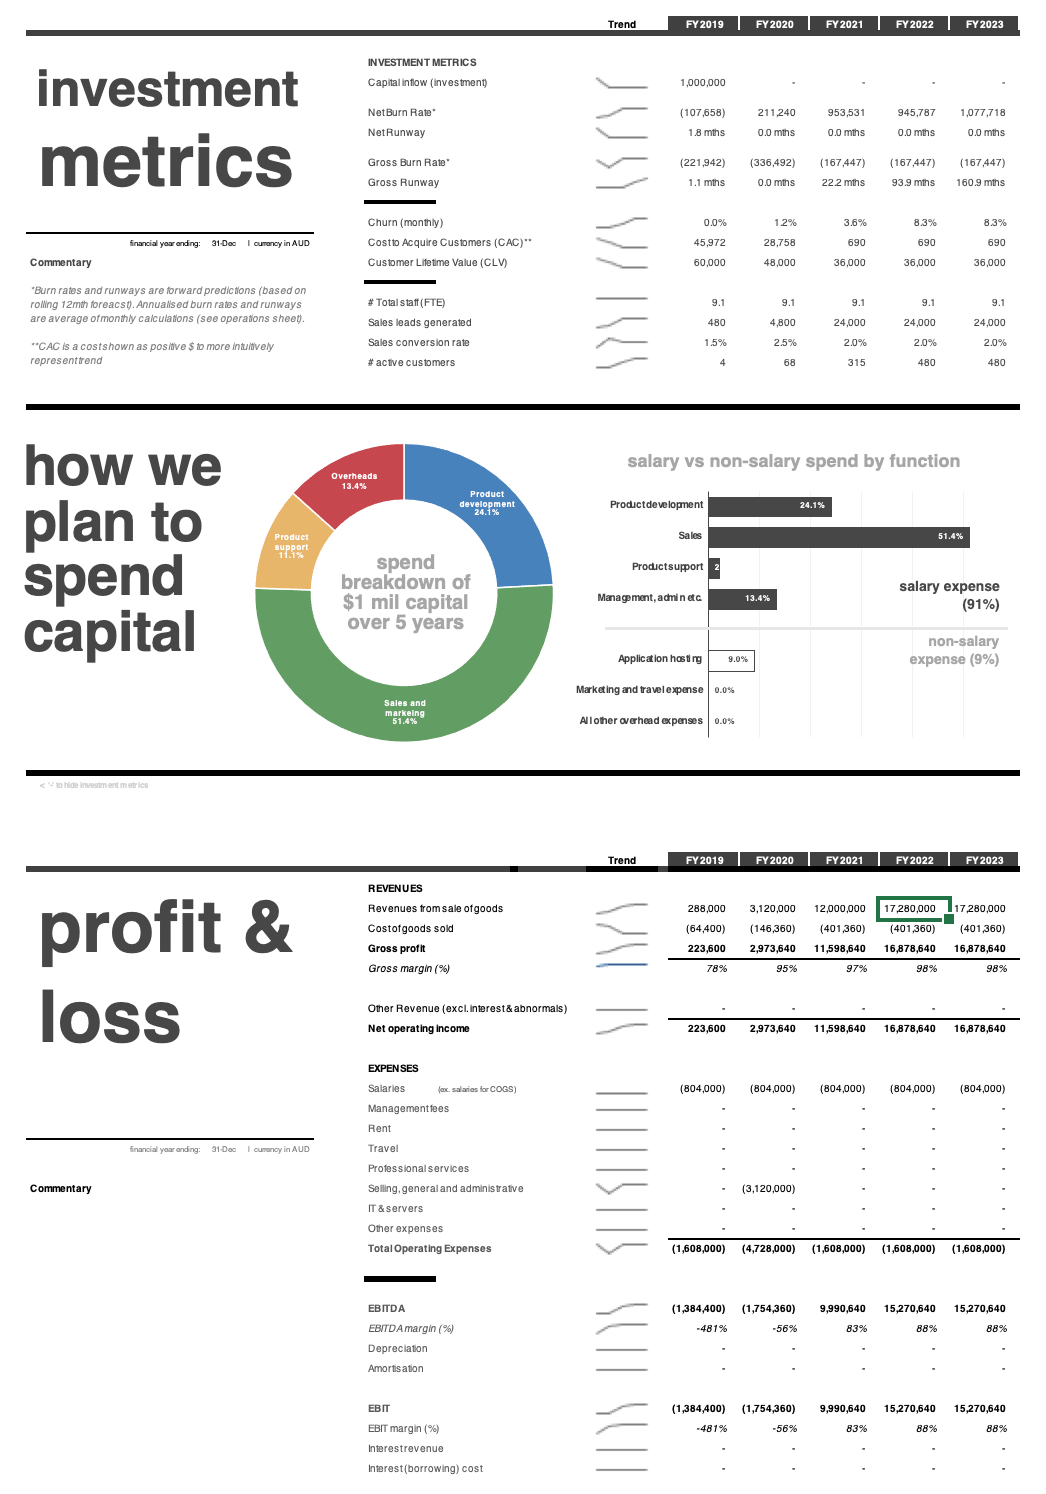 Trend FY2019 FY2020 FY2021 FY2022 FY2023
investment
metrics
financial year ending: 31-Dec | currency in AUD
Commentary
*Burn rates and runways are forward predictions (based on
rolling 12mth foreacst). Annualised burn rates and runways
are average of monthly calculations (see operations sheet).
**CAC is a cost shown as positive $ to more intuitively
represent trend
INVESTMENT METRICS
Capital inflow (investment) 1,000,000 - - - -
Net Burn Rate* (107,658) 211,240 953,531 945,787 1,077,718
Net Runway 1.8 mths 0.0 mths 0.0 mths 0.0 mths 0.0 mths
Gross Burn Rate* (221,942) (336,492) (167,447) (167,447) (167,447)
Gross Runway 1.1 mths 0.0 mths 22.2 mths 93.9 mths 160.9 mths
Churn (monthly) 0.0% 1.2% 3.6% 8.3% 8.3%
Cost to Acquire Customers (CAC)** 45,972 28,758 690 690 690
Customer Lifetime Value (CLV) 60,000 48,000 36,000 36,000 36,000
# Total staff (FTE) 9.1 9.1 9.1 9.1 9.1
Sales leads generated 480 4,800 24,000 24,000 24,000
Sales conversion rate 1.5% 2.5% 2.0% 2.0% 2.0%
# active customers 4 68 315 480 480
how we
plan to
spend
capital
Overheads
13.4%
Product
development
24.1%
Product
support
11.1%
Sales and
markeing
51.4%
spend
breakdown of
$1 mil capital
over 5 years
salary vs non-salary spend by function
Product development 24.1%
Sales 51.4%
Product support 2
Management, admin etc. 13.4%
salary expense
(91%)
non-salary
expense (9%)
Application hosting 9.0%
Marketing and travel expense 0.0%
All other overhead expenses 0.0%
< '-' to hide investment metrics
Trend FY2019 FY2020 FY2021 FY2022 FY2023
profit &
loss
financial year ending: 31-Dec | currency in AUD
Commentary
REVENUES
Revenues from sale of goods 288,000 3,120,000 12,000,000 17,280,000 17,280,000
Cost of goods sold (64,400) (146,360) (401,360) (401,360) (401,360)
Gross profit 223,600 2,973,640 11,598,640 16,878,640 16,878,640
Gross margin (%) 78% 95% 97% 98% 98%
Other Revenue (excl. interest & abnormals) - - - - -
Net operating income 223,600 2,973,640 11,598,640 16,878,640 16,878,640
EXPENSES
Salaries (ex. salaries for COGS) (804,000) (804,000) (804,000) (804,000) (804,000)
Management fees - - - - -
Rent - - - - -
Travel - - - - -
Professional services - - - - -
Selling, general and administrative - (3,120,000) - - -
IT & servers - - - - -
Other expenses - - - - -
Total Operating Expenses (1,608,000) (4,728,000) (1,608,000) (1,608,000) (1,608,000)
EBITDA (1,384,400) (1,754,360) 9,990,640 15,270,640 15,270,640
EBITDA margin (%) -481% -56% 83% 88% 88%
Depreciation - - - - -
Amortisation - - - - -
EBIT (1,384,400) (1,754,360) 9,990,640 15,270,640 15,270,640
EBIT margin (%) -481% -56% 83% 88% 88%
Interest revenue - - - - -
Interest (borrowing) cost - - - - -